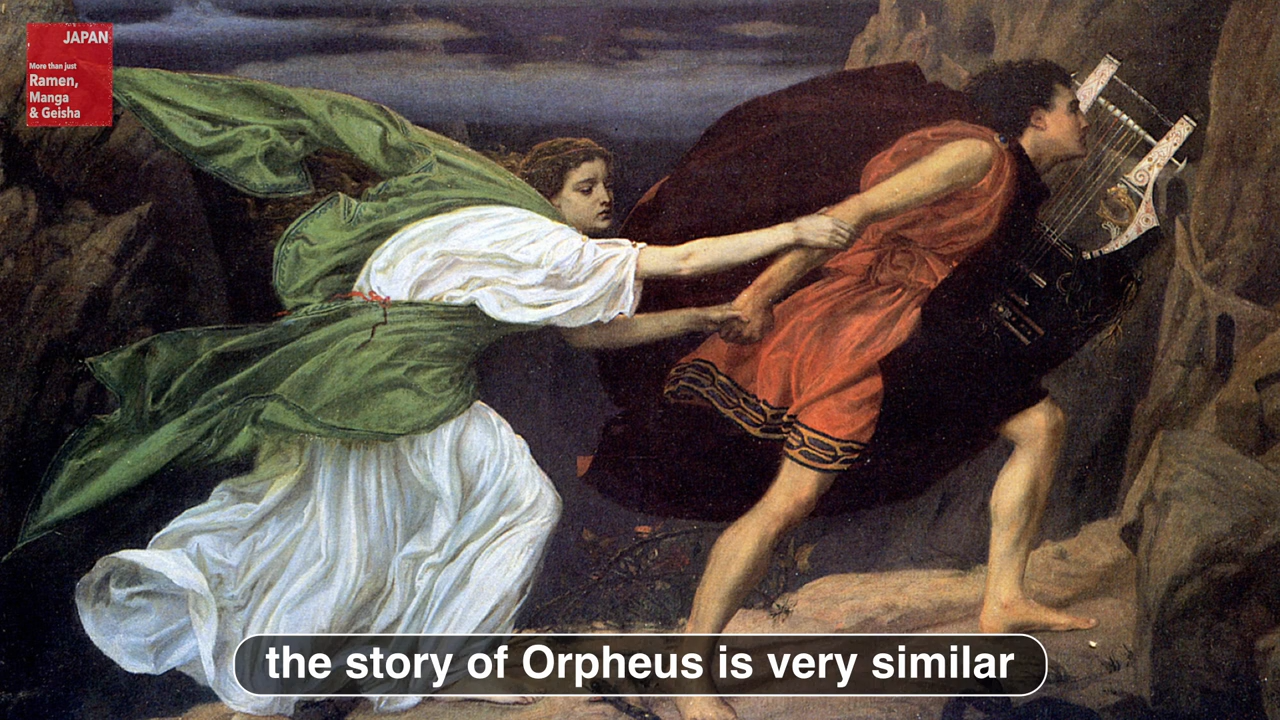 JAPAN
More than just
Ramen,
Manga
& Geisha
the story of Orpheus is very similar